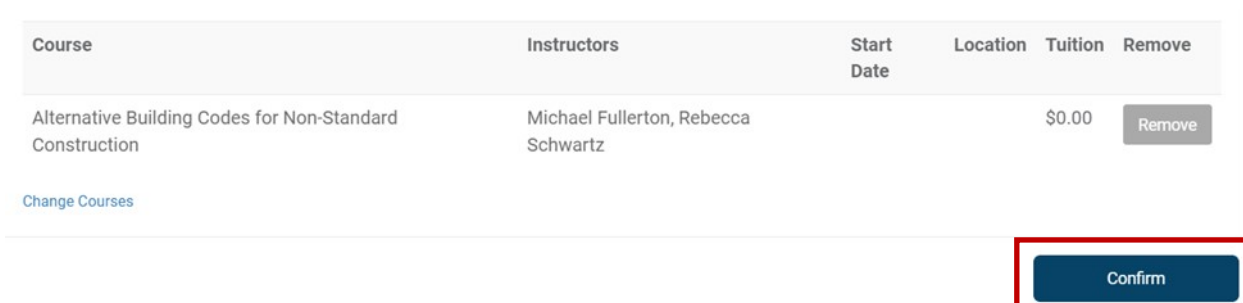 Course Instructors Start Date Location Tuition Remove
Alternative Building Codes for Non-Standard Construction Michael Fullerton, Rebecca Schwartz $0.00 Remove
Change Courses
Confirm